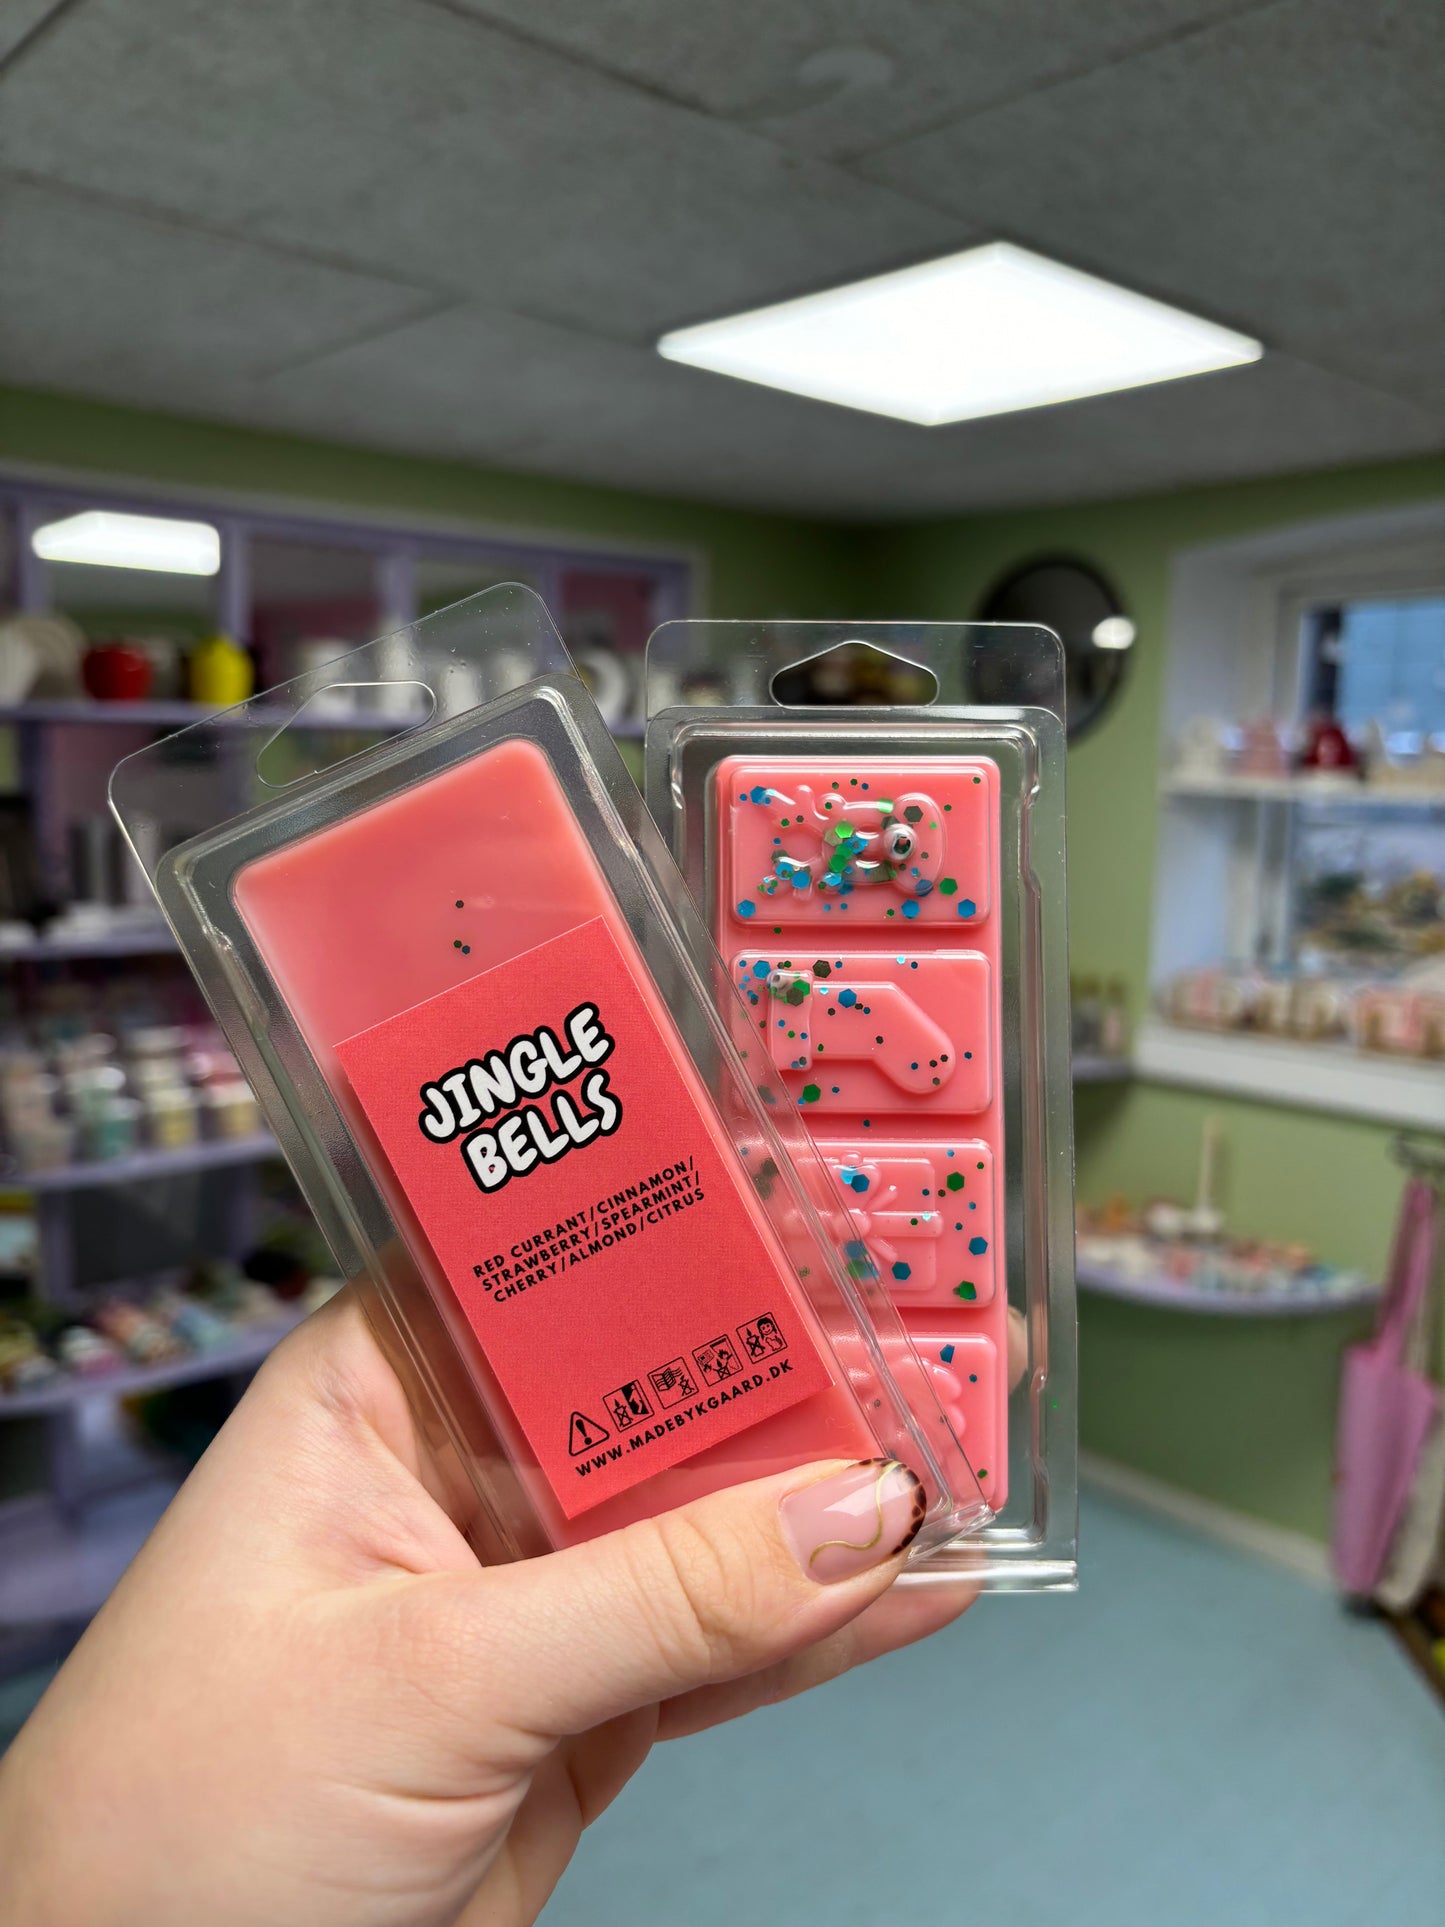 JINGLE
BELLS
RED CURRANT/CINNAMON/
STRAWBERRY/SPEARMINT/
CHERRY/ALMOND/CITRUS
WWW.MADEBYKGAARD.DK